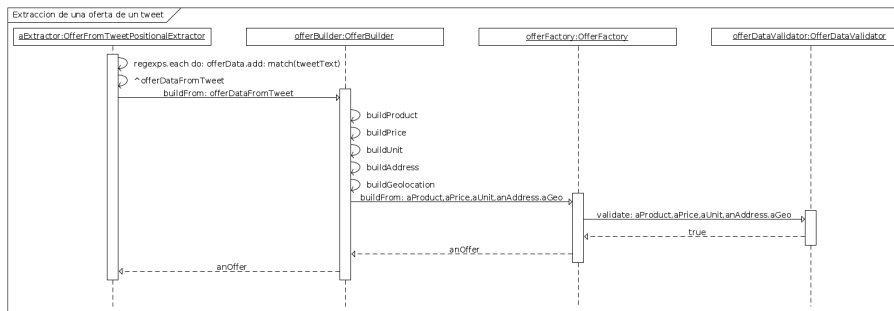 Extraccion de una oferta de un tweet
aExtractor:OfferFromTweetPositionalExtractor
offerBuilder:OfferBuilder
offerFactory:OfferFactory
offerDataValidator:OfferDataValidator
regexps.each do: offerData.add: match(tweetText)
^offerDataFromTweet
buildFrom: offerDataFromTweet
buildProduct
buildPrice
buildUnit
buildAddress
buildGeolocation
buildFrom: aProduct,aPrice,aUnit,anAddress.aGeo
validate: aProduct,aPrice,aUnit,anAddress.aGeo
true
anOffer
anOffer